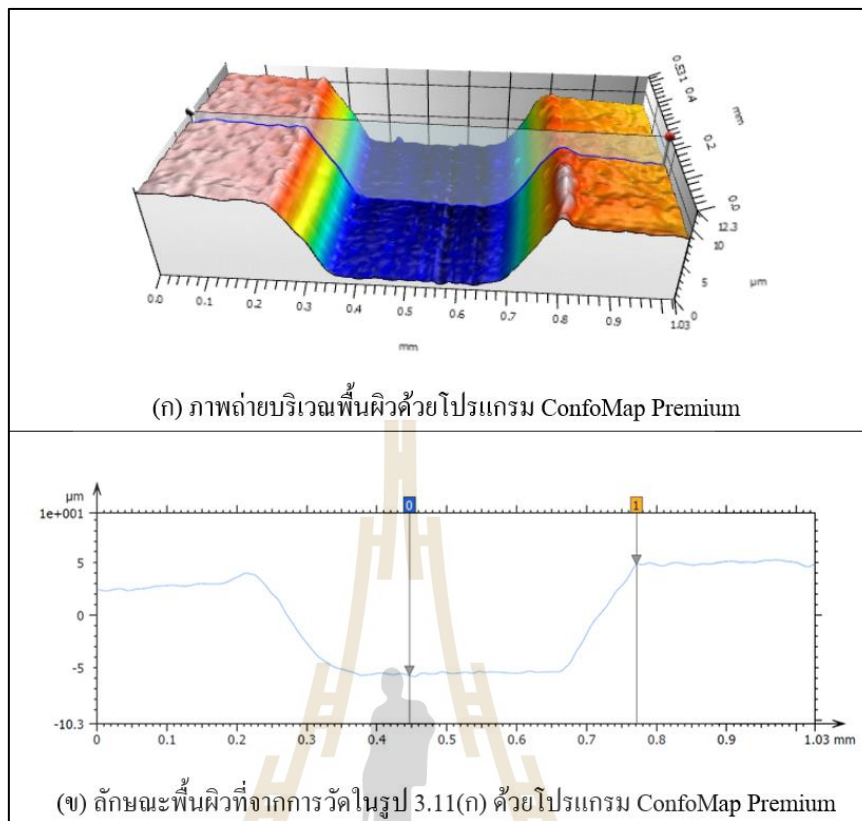 0.531
0.4
mm
0.2
0.0
12.3
10
5
µm
0
0.0 0.1 0.2 0.3 0.4 0.5 0.6 0.7 0.8 0.9 1.03
mm
(ก) ภาพถ่ายบริเวณพื้นผิวด้วยโปรแกรม ConfoMap Premium
µm
0 1
1e+001
5
0
-5
-10.3
0 0.1 0.2 0.3 0.4 0.5 0.6 0.7 0.8 0.9 1.03 mm
(ข) ลักษณะพื้นผิวที่จากการวัดในรูป 3.11(ก) ด้วยโปรแกรม ConfoMap Premium